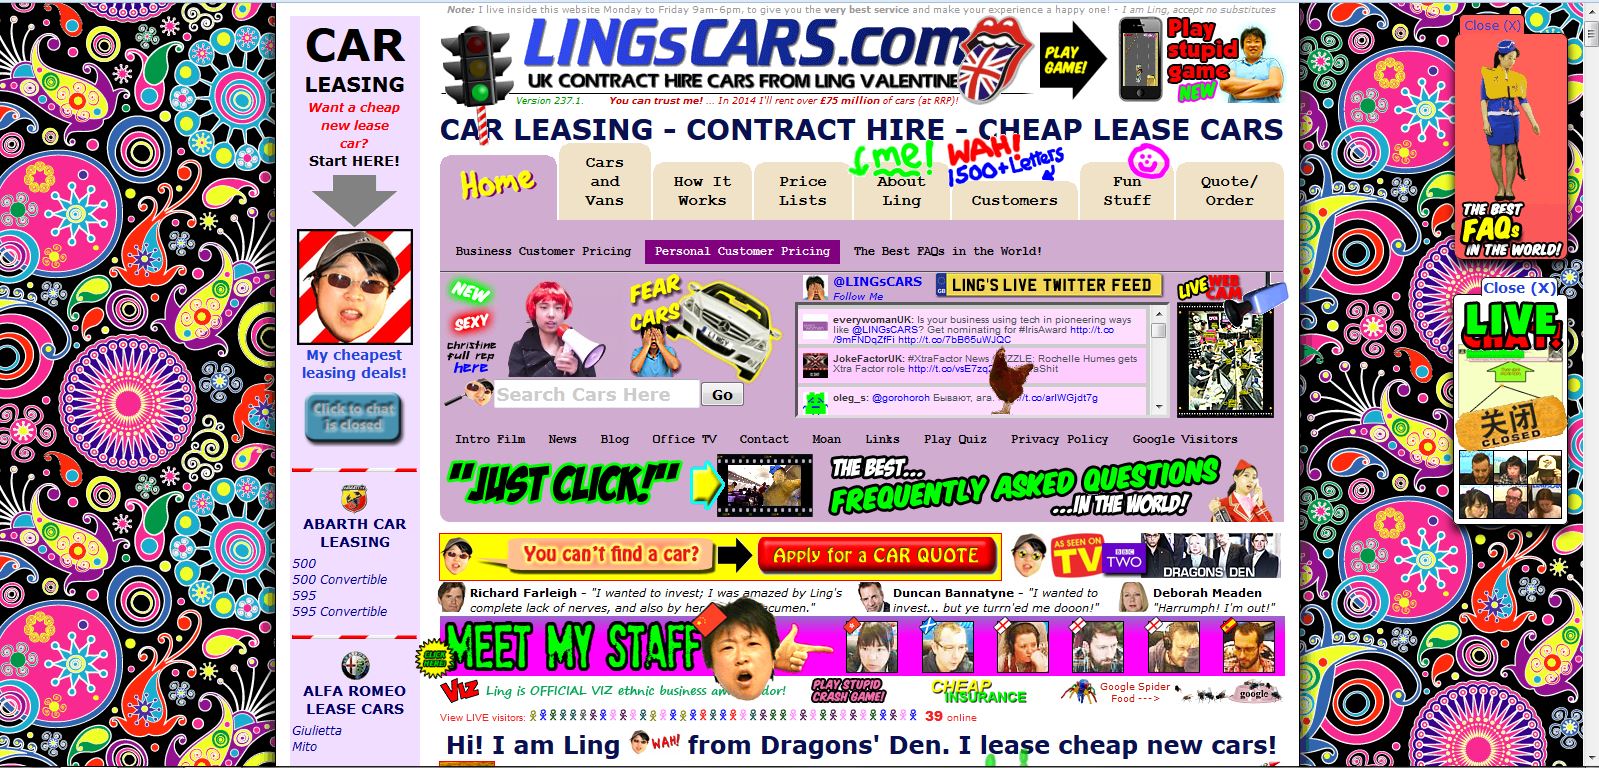 Note: I live inside this website Monday to Friday 9am-6pm, to give you the very best service and make your experience a happy one! - I am Ling, accept no substitutes
LINGsCARS.com
UK CONTRACT HIRE CARS FROM LING VALENTINE
PLAY GAME!
Play stupid game
NEW
Version 237.1.
You can trust me! ... In 2014 I'll rent over £75 million of cars (at RRP)!
CAR LEASING - CONTRACT HIRE - CHEAP LEASE CARS
me!
WAH!
1500+Letters
Home
Cars and Vans
How It Works
Price Lists
About Ling
Customers
Fun Stuff
Quote/ Order
Business Customer Pricing
Personal Customer Pricing
The Best FAQs in the World!
CAR
LEASING
Want a cheap
new lease
car?
Start HERE!
My cheapest
leasing deals!
Click to chat
is closed
ABARTH CAR
LEASING
500
500 Convertible
595
595 Convertible
ALFA ROMEO
LEASE CARS
Giulietta
Mito
NEW
SEXY
christine
full rep
here
FEAR
CARS
Search Cars Here
Go
@LINGsCARS
Follow Me
GB
LING'S LIVE TWITTER FEED
LIVE WEB CAM
everywomanUK: Is your business using tech in pioneering ways
like @LINGsCARS? Get nominating for #IrisAward http://t.co
/9mFNDqZfFi http://t.co/7bB65uWJQC
JokeFactorUK: #XtraFactor News ZZLE: Rochelle Humes gets
Xtra Factor role
oleg_s: @gorohoroh Бывают, ага. t.co/arlWGjdt7g
Intro Film
News
Blog
Office TV
Contact
Moan
Links
Play Quiz
Privacy Policy
Google Visitors
"JUST CLICK!"
THE BEST...
FREQUENTLY ASKED QUESTIONS
...IN THE WORLD!
You can't find a car?
Apply for a CAR QUOTE
AS SEEN ON
TV
BBC
TWO
DRAGONS DEN
Richard Farleigh - "I wanted to invest; I was amazed by Ling's
complete lack of nerves, and also by her cumen."
Duncan Bannatyne - "I wanted to
invest... but ye turrn'ed me dooon!"
Deborah Meaden
"Harrumph! I'm out!"
CLICK HERE!
MEET MY STAFF
VIZ
Ling is OFFICIAL VIZ ethnic business am dor!
PLAY STUPID
CRASH GAME!
CHEAP
INSURANCE
Google Spider
Food --->
google
View LIVE visitors:
39 online
Hi! I am Ling WAH! from Dragons' Den. I lease cheap new cars!
Close (X)
THE BEST
FAQs
IN THE WORLD!
Close (X)
LIVE
CHAT!
关闭
CLOSED